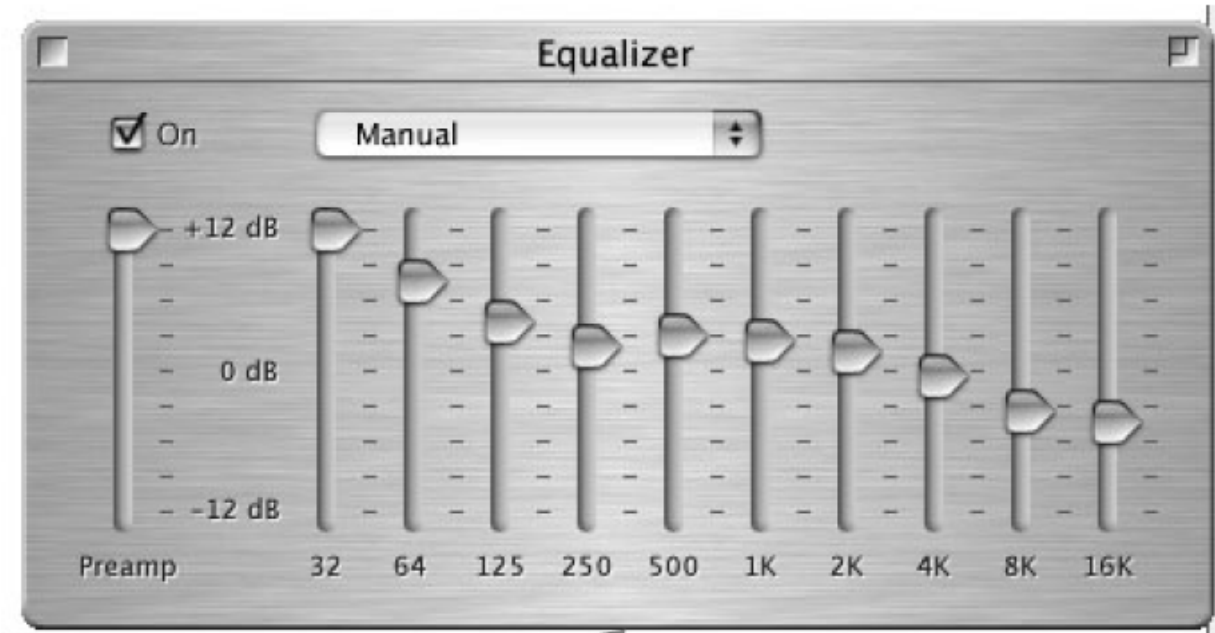 Equalizer
On Manual
+12 dB
0 dB
-12 dB
Preamp 32 64 125 250 500 1K 2K 4K 8K 16K